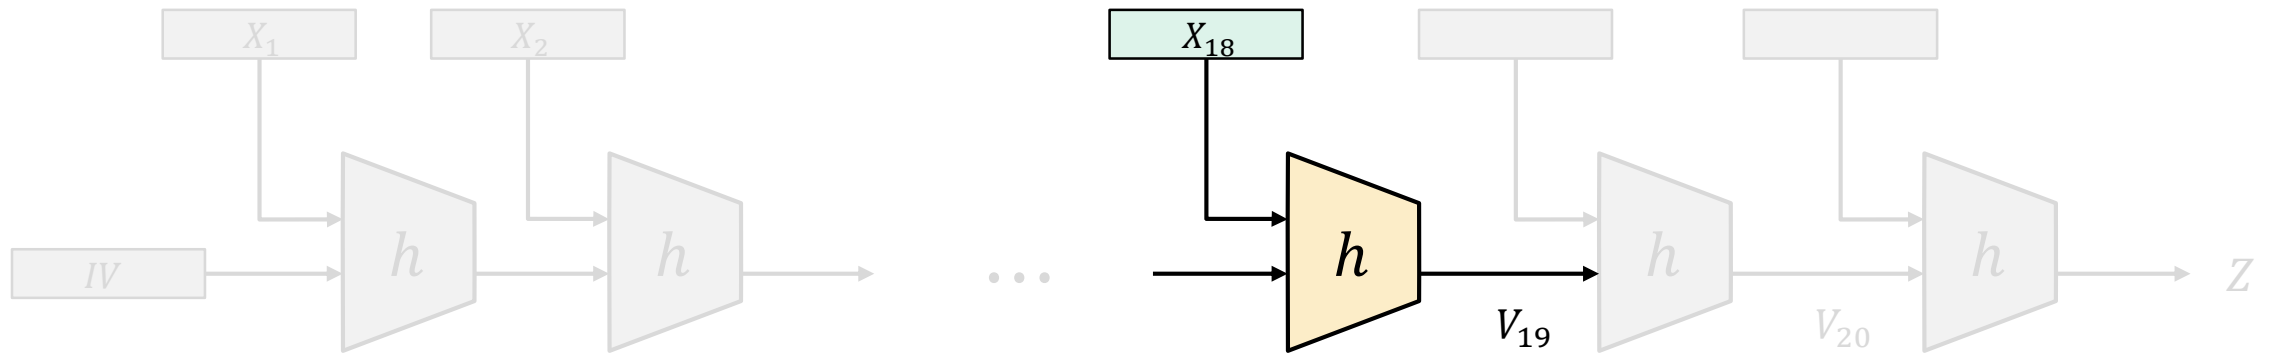 X₁ X₂ X₁₈
h h h h h
IV … Z
V₁₉ V₂₀